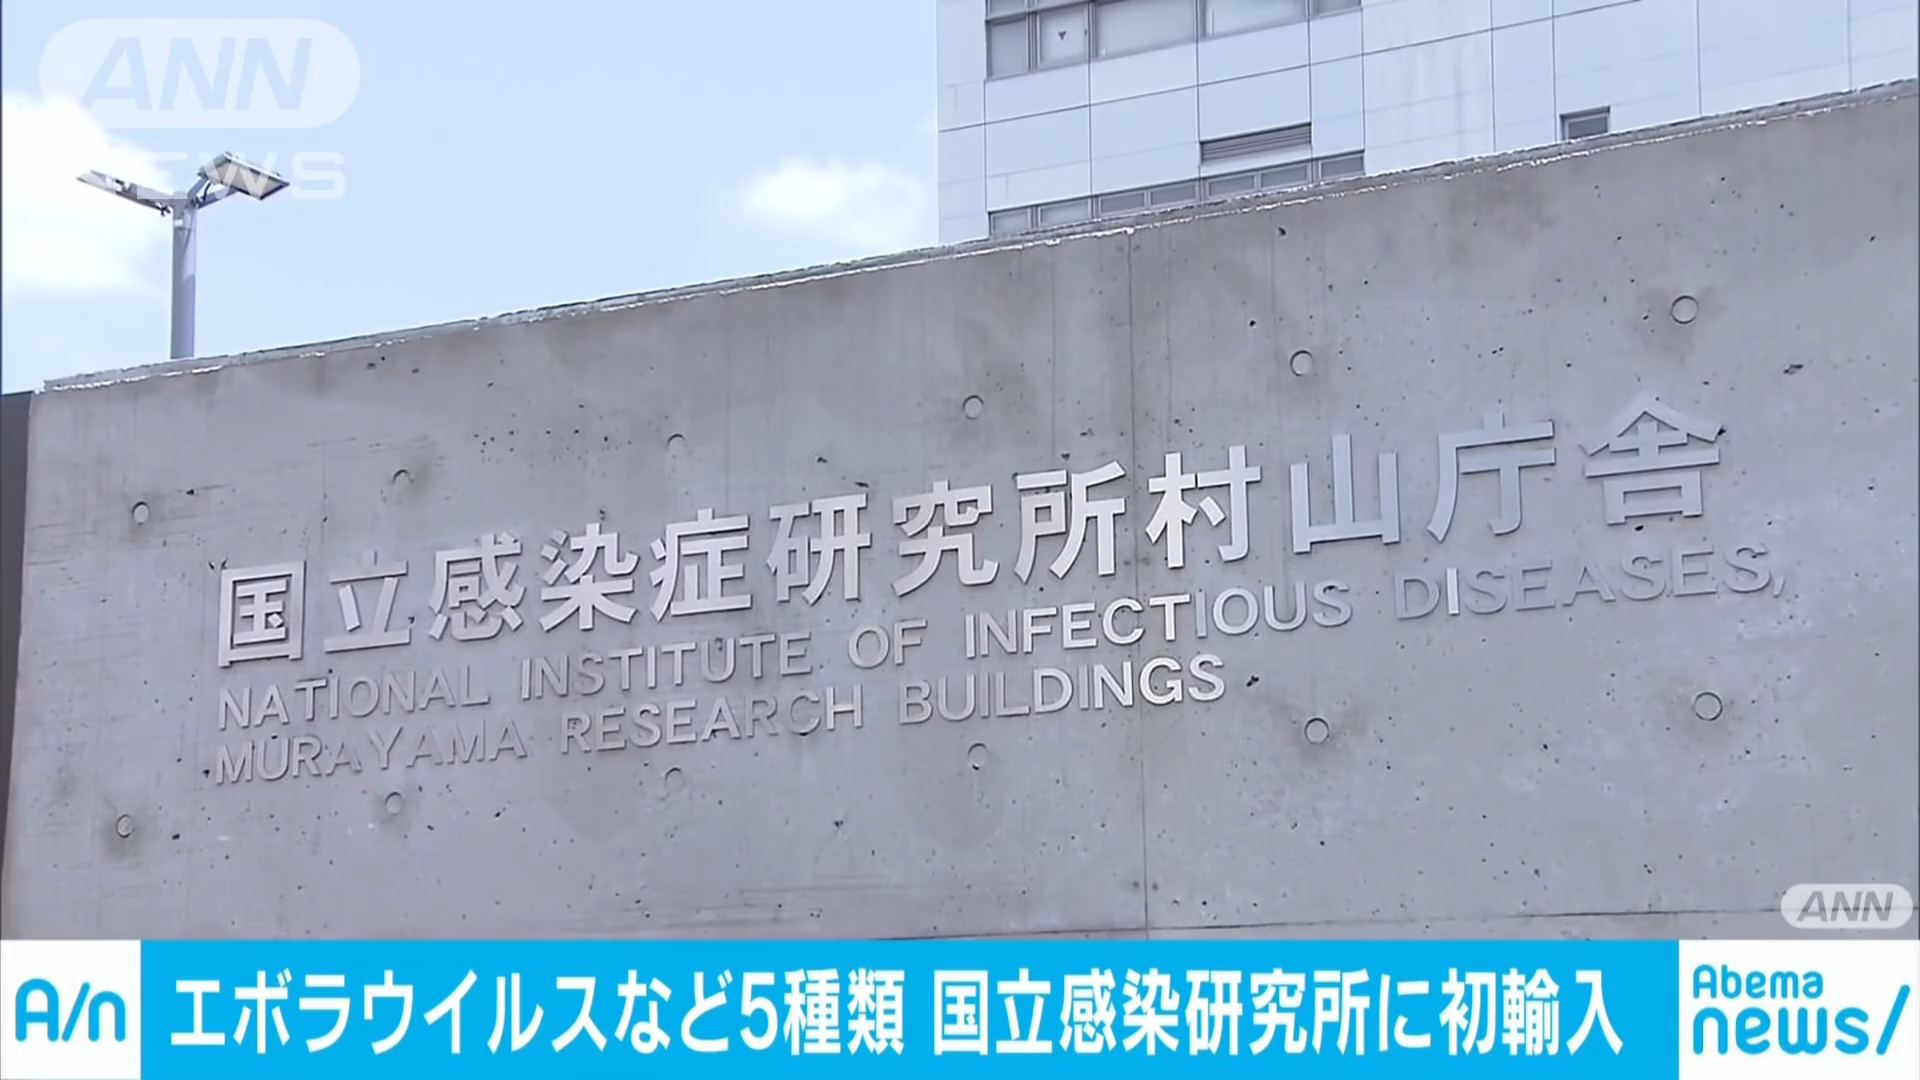 ANN
NEWS
国立感染症研究所村山庁舎
NATIONAL INSTITUTE OF INFECTIOUS DISEASES,
MURAYAMA RESEARCH BUILDINGS
ANN
A/n
エボラウイルスなど5種類 国立感染研究所に初輸入
Abema
news/